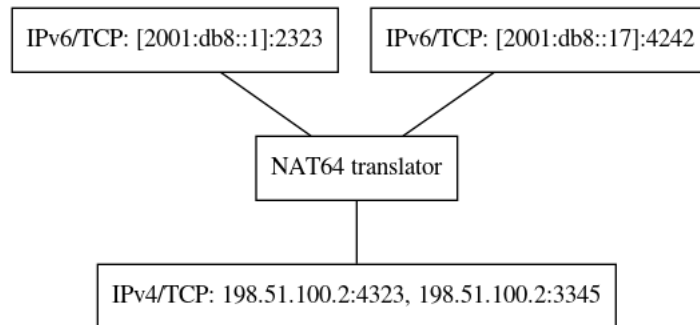 IPv6/TCP: [2001:db8::1]:2323
IPv6/TCP: [2001:db8::17]:4242
NAT64 translator
IPv4/TCP: 198.51.100.2:4323, 198.51.100.2:3345